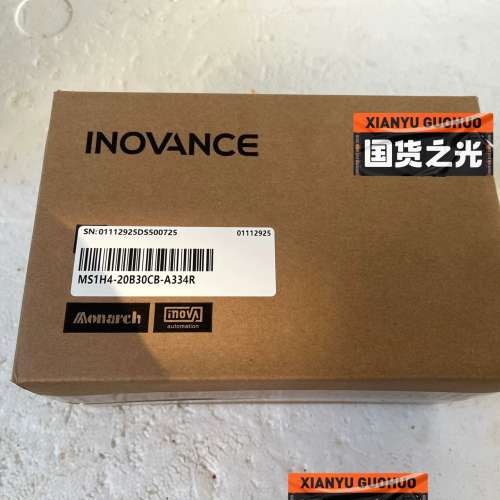 XIANYU GUOHUO
国货之光
INOVANCE
SN: 01112925DS500725
01112925
MS1H4-20B30CB-A334R
Monarch
inovA
automation
XIANYU GUOHUO